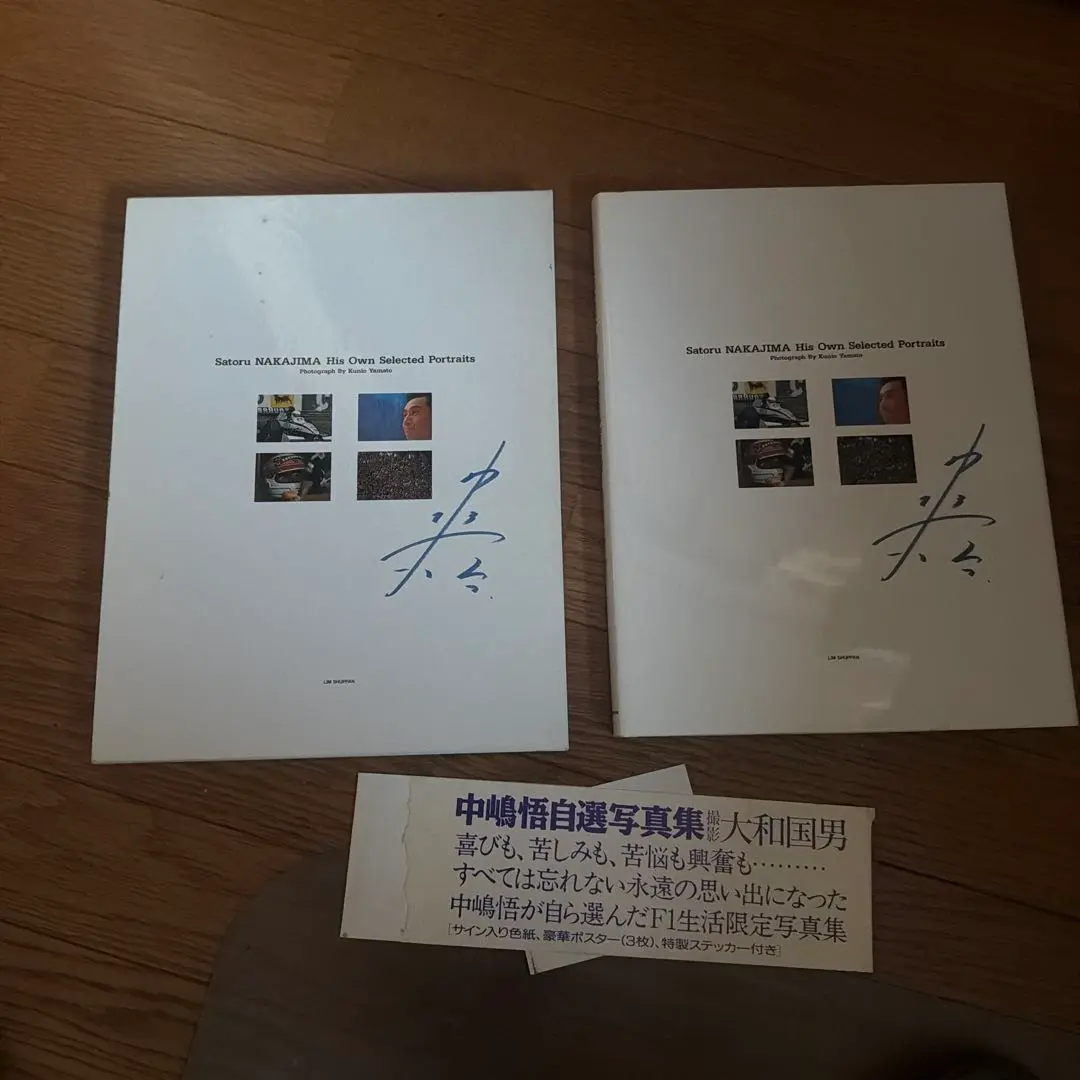 Satoru NAKAJIMA His Own Selected Portraits
Photograph By Kunio Yamato
LIM SHUPPAN
Satoru NAKAJIMA His Own Selected Portraits
Photograph By Kunio Yamato
LIM SHUPPAN
中嶋悟自選写真集 撮影 大和国男
喜びも、苦しみも、苦悩も興奮も………
すべては忘れない永遠の思い出になった
中嶋悟が自ら選んだF1生活限定写真集
[サイン入り色紙、豪華ポスター(3枚)、特製ステッカー付き]